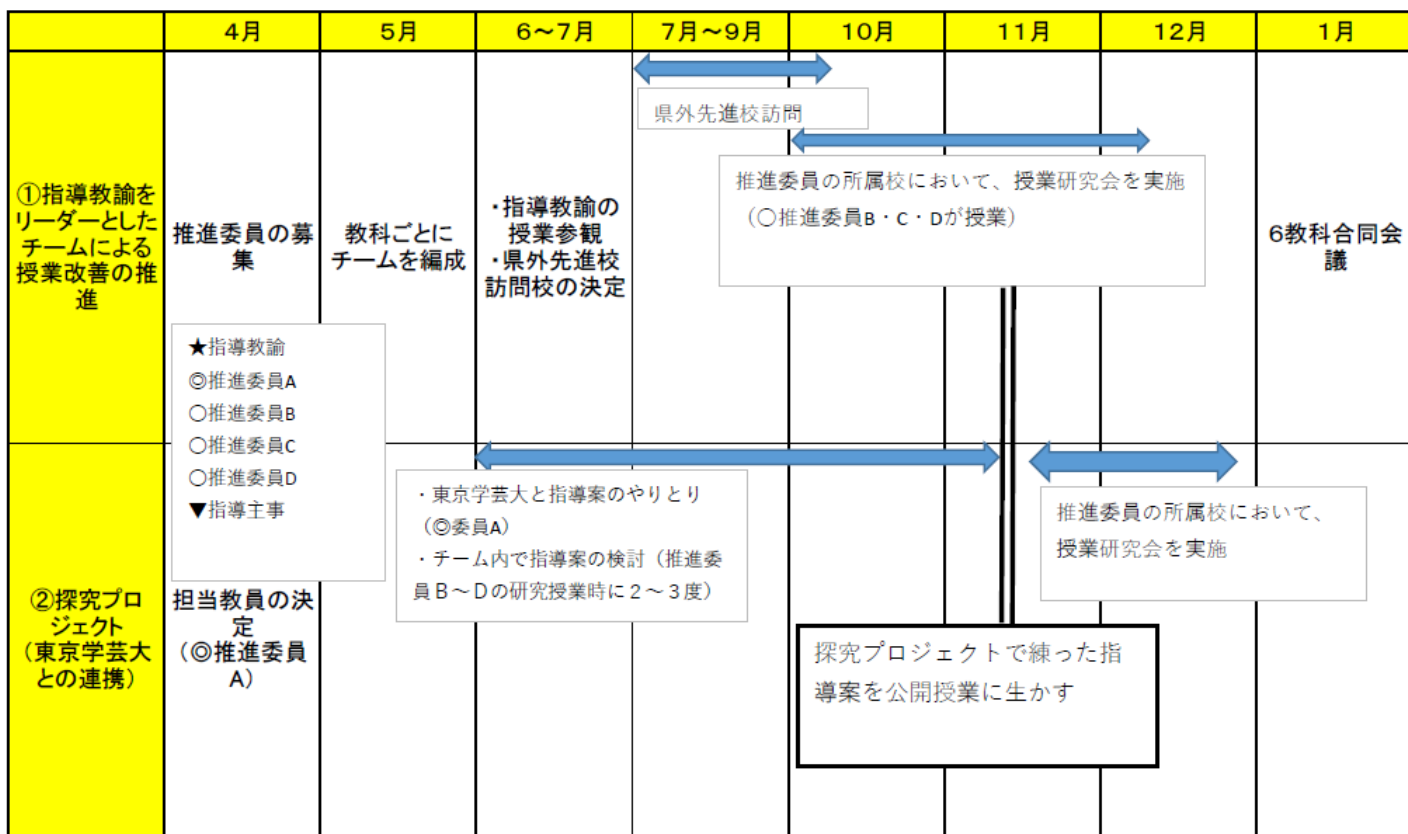 4月
5月
6~7月
7月~9月
10月
11月
12月
1月
①指導教諭を
リーダーとした
チームによる
授業改善の推
進
推進委員の募
集
教科ごとに
チームを編成
・指導教諭の
授業参観
・県外先進校
訪問校の決定
県外先進校訪問
推進委員の所属校において、授業研究会を実施
（○推進委員B・C・Dが授業）
6教科合同会
議
★指導教諭
◎推進委員A
○推進委員B
○推進委員C
○推進委員D
▼指導主事
②探究プロ
ジェクト
（東京学芸大
との連携）
担当教員の決
定
（◎推進委員
A）
・東京学芸大と指導案のやりとり
（◎委員A）
・チーム内で指導案の検討（推進委
員Ｂ～Ｄの研究授業時に２～３度）
推進委員の所属校において、
授業研究会を実施
探究プロジェクトで練った指
導案を公開授業に生かす